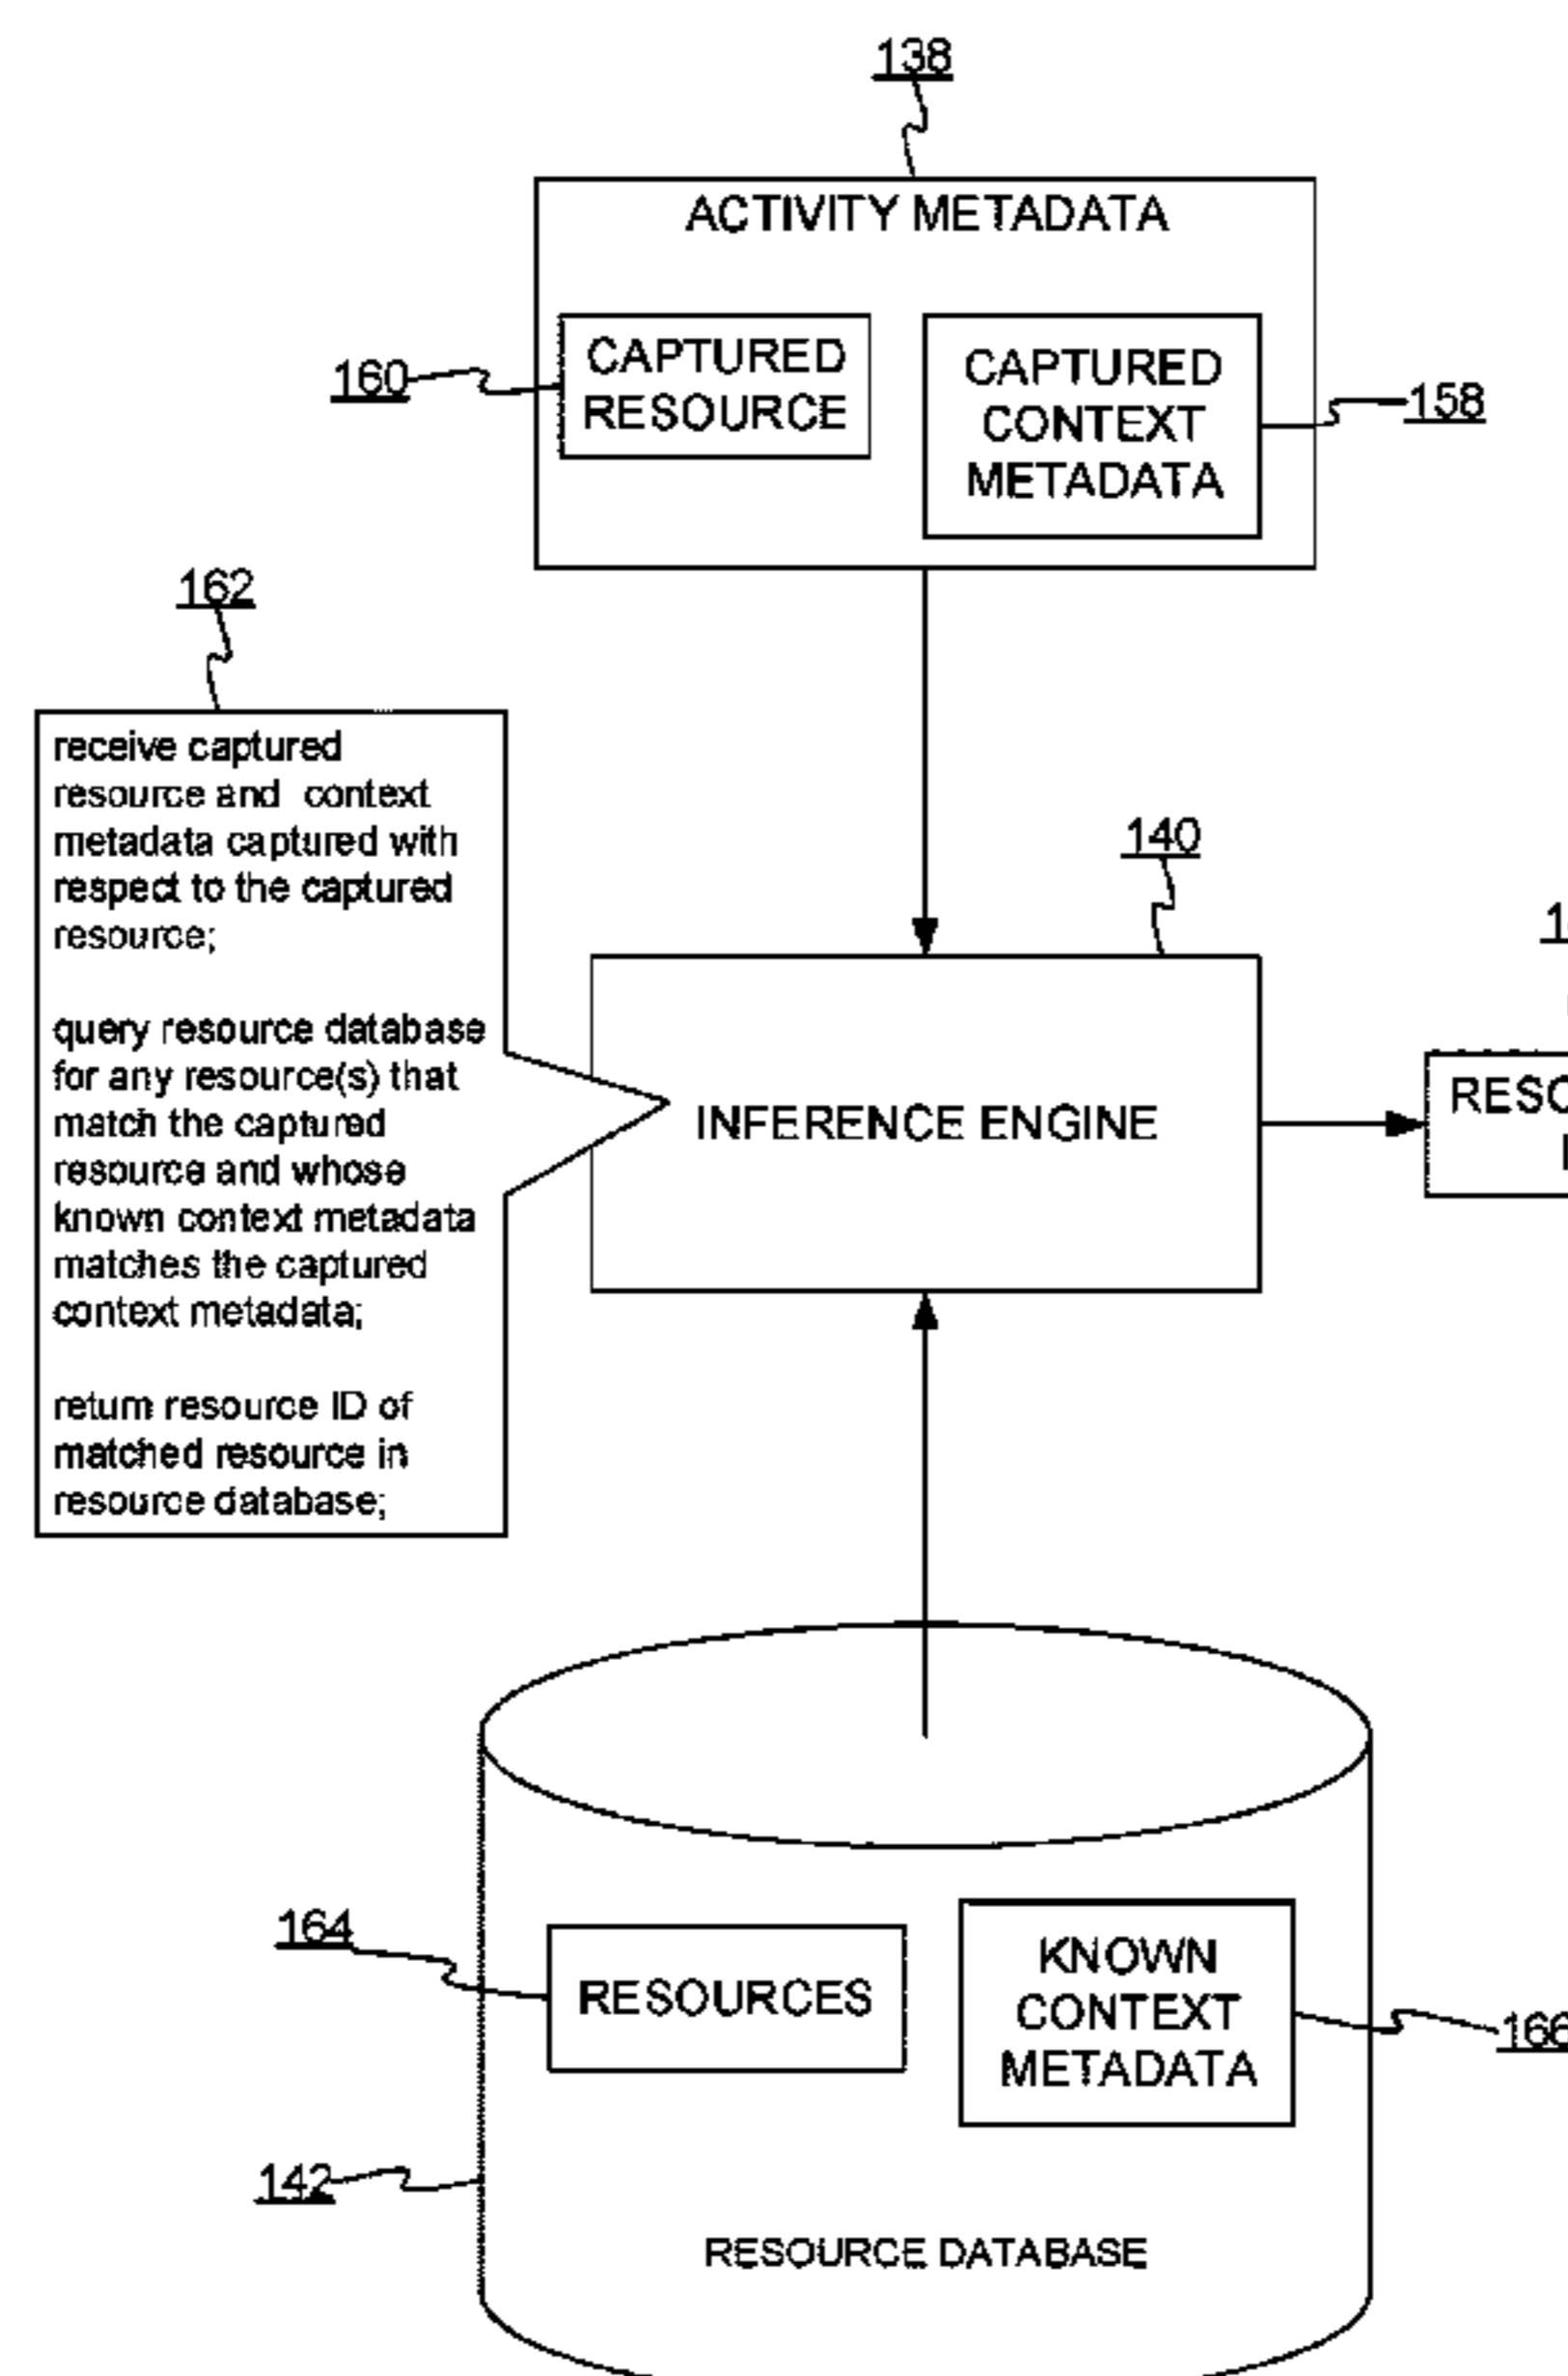 138
ACTIVITY METADATA
160
CAPTURED
RESOURCE
CAPTURED
CONTEXT
METADATA
158
162
receive captured
resource and context
metadata captured with
respect to the captured
resource;
query resource database
for any resource(s) that
match the captured
resource and whose
known context metadata
matches the captured
context metadata;
return resource ID of
matched resource in
resource database;
140
INFERENCE ENGINE
164
RESOURCES
KNOWN
CONTEXT
METADATA
166
142
RESOURCE DATABASE